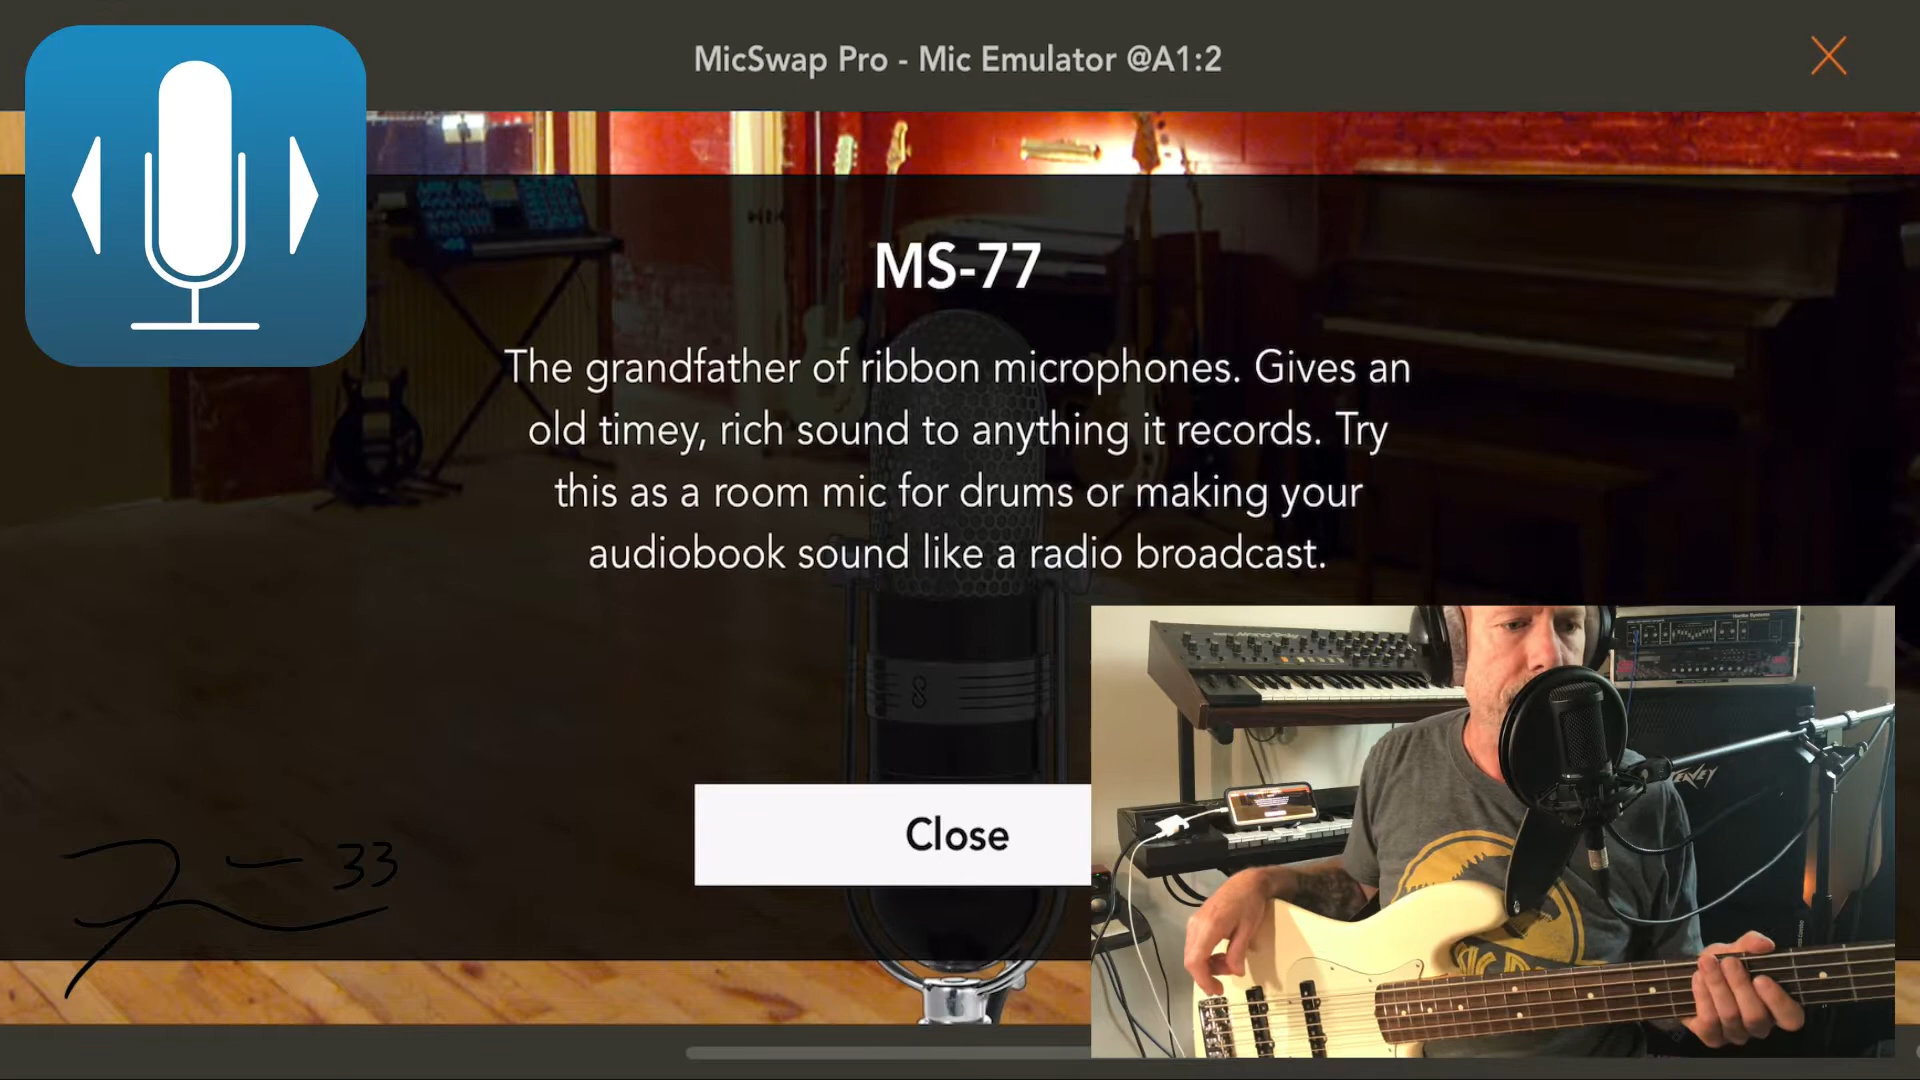 MicSwap Pro - Mic Emulator @A1:2
MS-77
The grandfather of ribbon microphones. Gives an
old timey, rich sound to anything it records. Try
this as a room mic for drums or making your
audiobook sound like a radio broadcast.
Close
33
PEAVEY